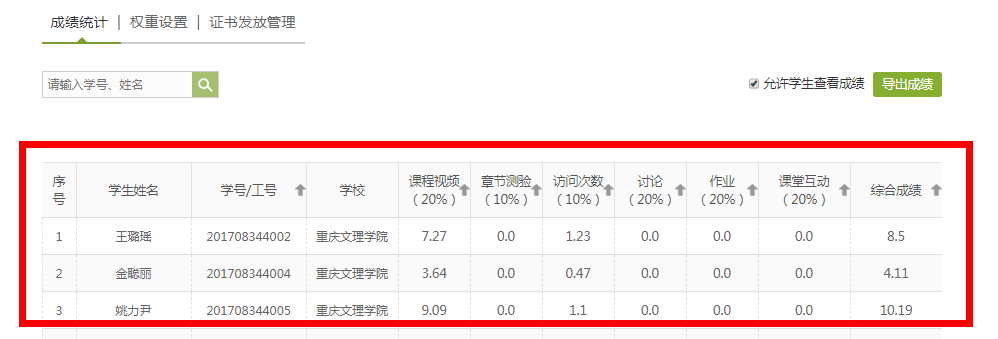 成绩统计 | 权重设置 | 证书发放管理
请输入学号、姓名
允许学生查看成绩 导出成绩
序号 学生姓名 学号/工号 学校 课程视频（20%） 章节测验（10%） 访问次数（10%） 讨论（20%） 作业（20%） 课堂互动（20%） 综合成绩
1 王璐瑶 201708344002 重庆文理学院 7.27 0.0 1.23 0.0 0.0 0.0 8.5
2 金聪丽 201708344004 重庆文理学院 3.64 0.0 0.47 0.0 0.0 0.0 4.11
3 姚力尹 201708344005 重庆文理学院 9.09 0.0 1.1 0.0 0.0 0.0 10.19